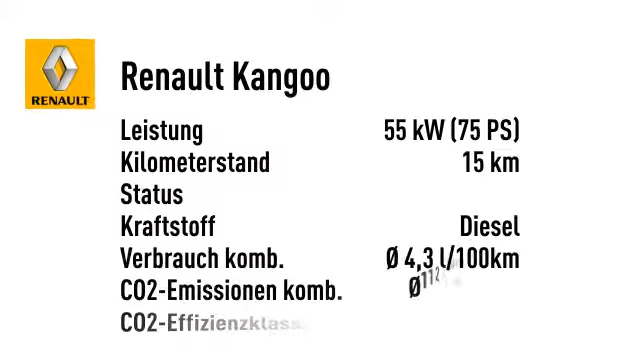 RENAULT
Renault Kangoo
Leistung 55 kW (75 PS)
Kilometerstand 15 km
Status
Kraftstoff Diesel
Verbrauch komb. Ø 4,3 l/100km
CO2-Emissionen komb. Ø 112
CO2-Effizienzklasse